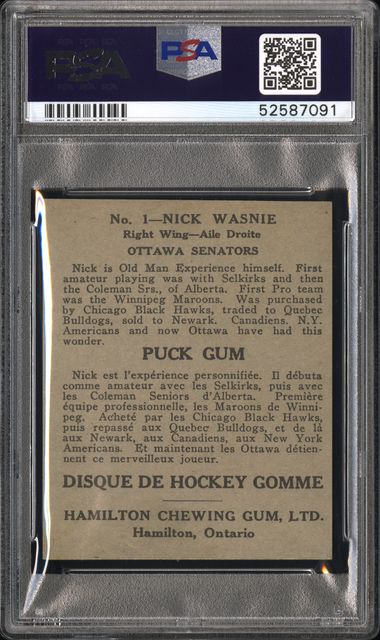 PSA
PSA
52587091
No. 1—NICK WASNIE
Right Wing—Aile Droite
OTTAWA SENATORS
Nick is Old Man Experience himself. First
amateur playing was with Selkirks and then
the Coleman Srs., of Alberta. First Pro team
was the Winnipeg Maroons. Was purchased
by Chicago Black Hawks, traded to Quebec
Bulldogs, sold to Newark. Canadiens. N.Y.
Americans and now Ottawa have had this
wonder.
PUCK GUM
Nick est l'expérience personnifiée. Il débuta
comme amateur avec les Selkirks, puis avec
les Coleman Seniors d'Alberta. Première
équipe professionnelle, les Maroons de Winni-
peg. Acheté par les Chicago Black Hawks,
puis repassé aux Quebec Bulldogs, et de là
aux Newark, aux Canadiens, aux New York
Americans. Et maintenant les Ottawa détien-
nent ce merveilleux joueur.
DISQUE DE HOCKEY GOMME
HAMILTON CHEWING GUM, LTD.
Hamilton, Ontario